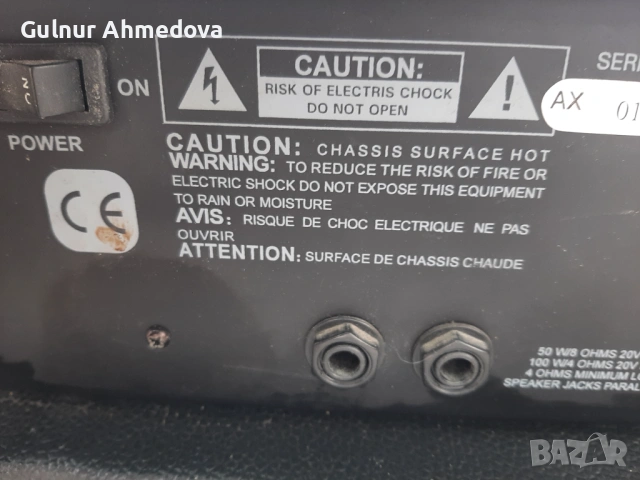 Gulnur Ahmedova
ON
POWER
CAUTION:
RISK OF ELECTRIS CHOCK
DO NOT OPEN
SERI
AX 01
CAUTION: CHASSIS SURFACE HOT
WARNING: TO REDUCE THE RISK OF FIRE OR
ELECTRIC SHOCK DO NOT EXPOSE THIS EQUIPMENT
TO RAIN OR MOISTURE
AVIS: RISQUE DE CHOC ELECTRIQUE NE PAS
OUVRIR
ATTENTION: SURFACE DE CHASSIS CHAUDE
CE
50 W/8 OHMS 20V
100 W/4 OHMS 20V
4 OHMS MINIMUM LO
SPEAKER JACKS PARAL
BAZAR